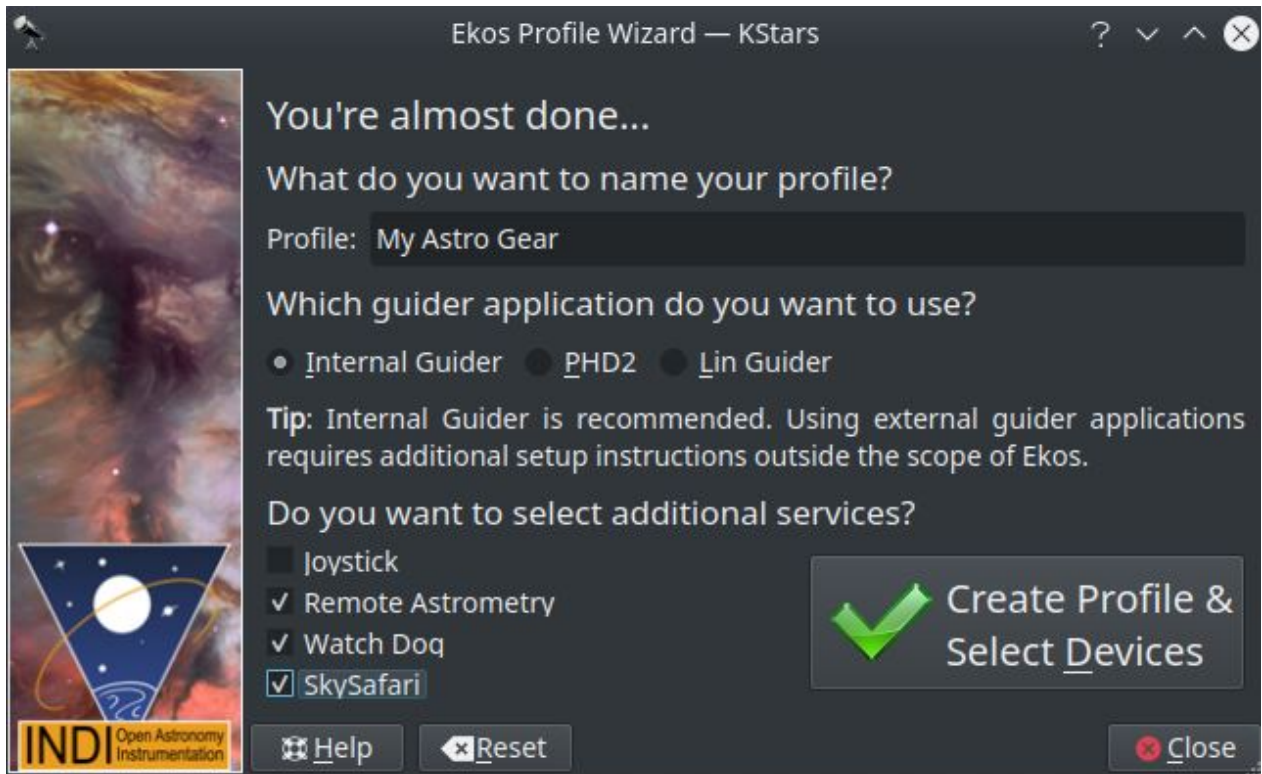 Ekos Profile Wizard — KStars
You're almost done...
What do you want to name your profile?
Profile: My Astro Gear
Which guider application do you want to use?
Internal Guider PHD2 Lin Guider
Tip: Internal Guider is recommended. Using external guider applications
requires additional setup instructions outside the scope of Ekos.
Do you want to select additional services?
Joystick
Remote Astrometry
Watch Dog
SkySafari
Create Profile &
Select Devices
INDI Open Astronomy
Instrumentation
Help Reset Close